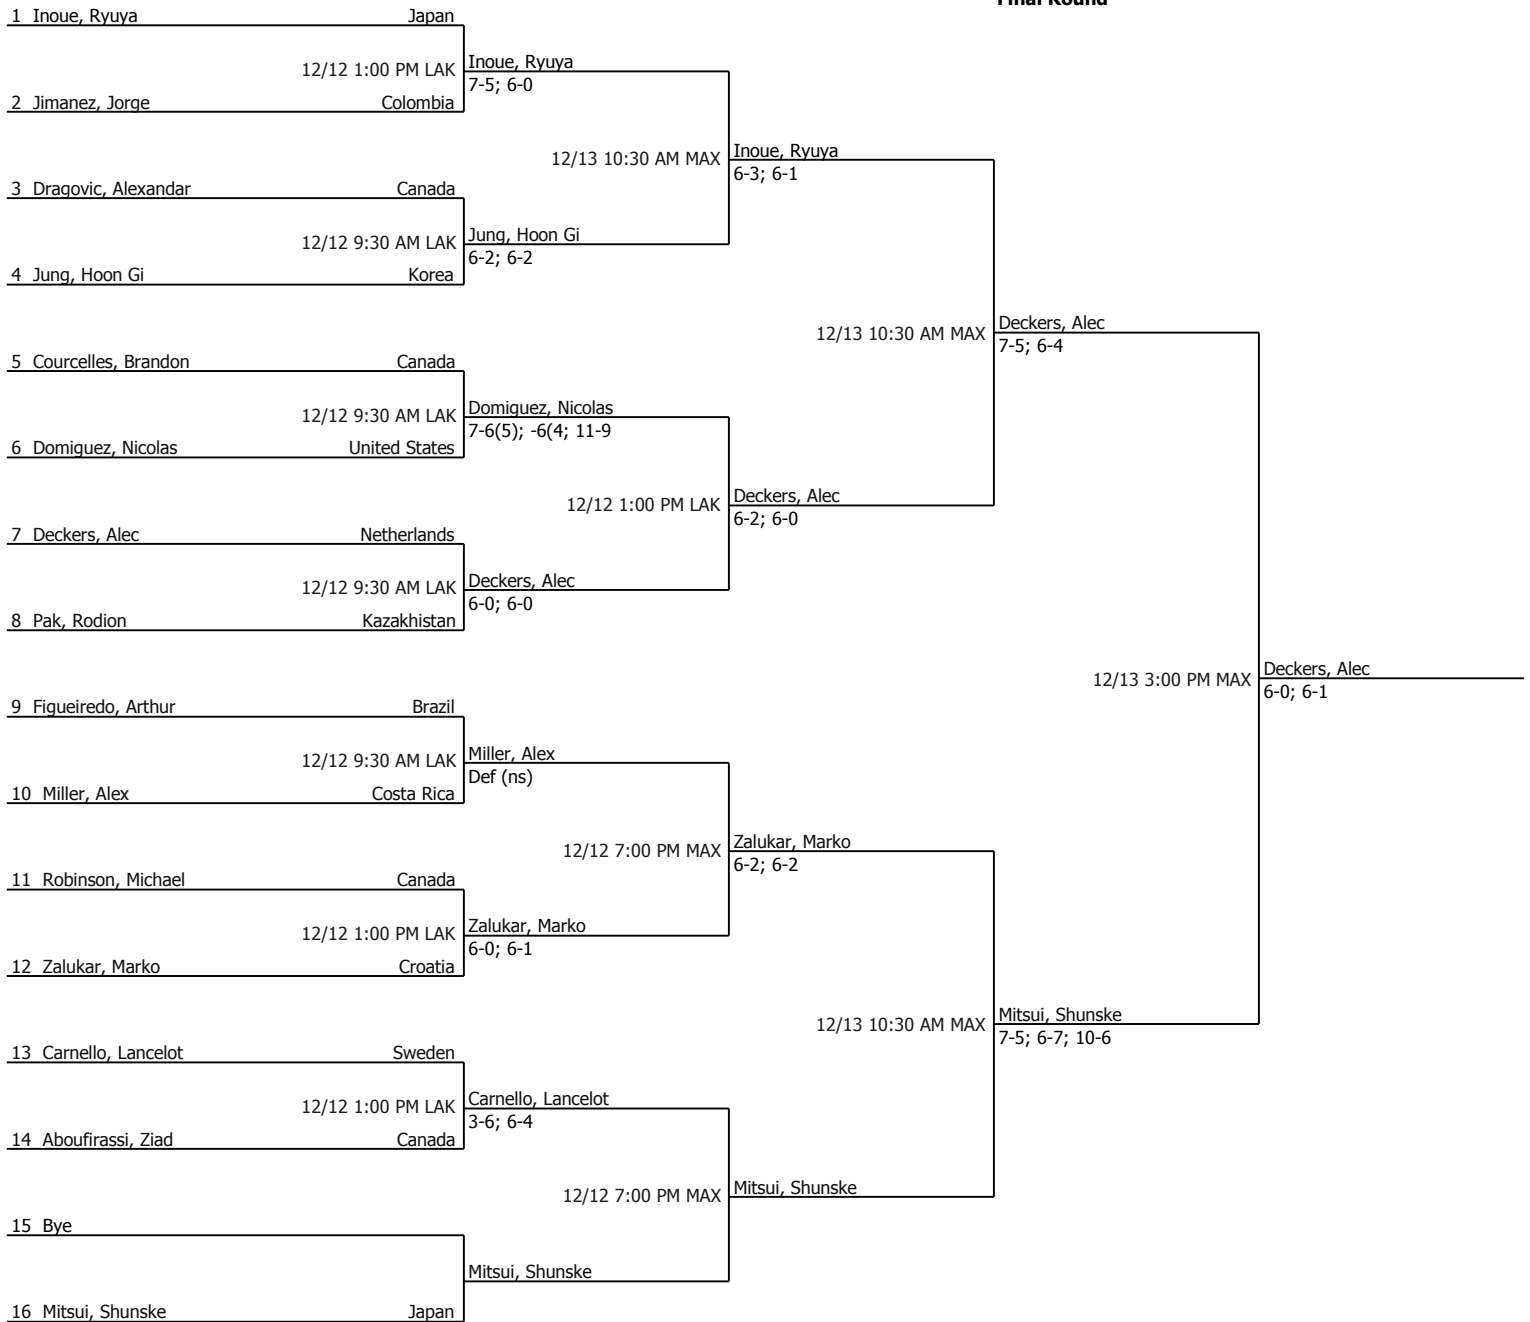 Final Round
1 Inoue, Ryuya Japan
12/12 1:00 PM LAK
Inoue, Ryuya
7-5; 6-0
2 Jimanez, Jorge Colombia
12/13 10:30 AM MAX
Inoue, Ryuya
6-3; 6-1
3 Dragovic, Alexandar Canada
12/12 9:30 AM LAK
Jung, Hoon Gi
6-2; 6-2
4 Jung, Hoon Gi Korea
12/13 10:30 AM MAX
Deckers, Alec
7-5; 6-4
5 Courcelles, Brandon Canada
12/12 9:30 AM LAK
Domiguez, Nicolas
7-6(5); -6(4; 11-9
6 Domiguez, Nicolas United States
12/12 1:00 PM LAK
Deckers, Alec
6-2; 6-0
7 Deckers, Alec Netherlands
12/12 9:30 AM LAK
Deckers, Alec
6-0; 6-0
8 Pak, Rodion Kazakhistan
12/13 3:00 PM MAX
Deckers, Alec
6-0; 6-1
9 Figueiredo, Arthur Brazil
12/12 9:30 AM LAK
Miller, Alex
Def (ns)
10 Miller, Alex Costa Rica
12/12 7:00 PM MAX
Zalukar, Marko
6-2; 6-2
11 Robinson, Michael Canada
12/12 1:00 PM LAK
Zalukar, Marko
6-0; 6-1
12 Zalukar, Marko Croatia
12/13 10:30 AM MAX
Mitsui, Shunske
7-5; 6-7; 10-6
13 Carnello, Lancelot Sweden
12/12 1:00 PM LAK
Carnello, Lancelot
3-6; 6-4
14 Aboufirassi, Ziad Canada
12/12 7:00 PM MAX
Mitsui, Shunske
15 Bye
Mitsui, Shunske
16 Mitsui, Shunske Japan